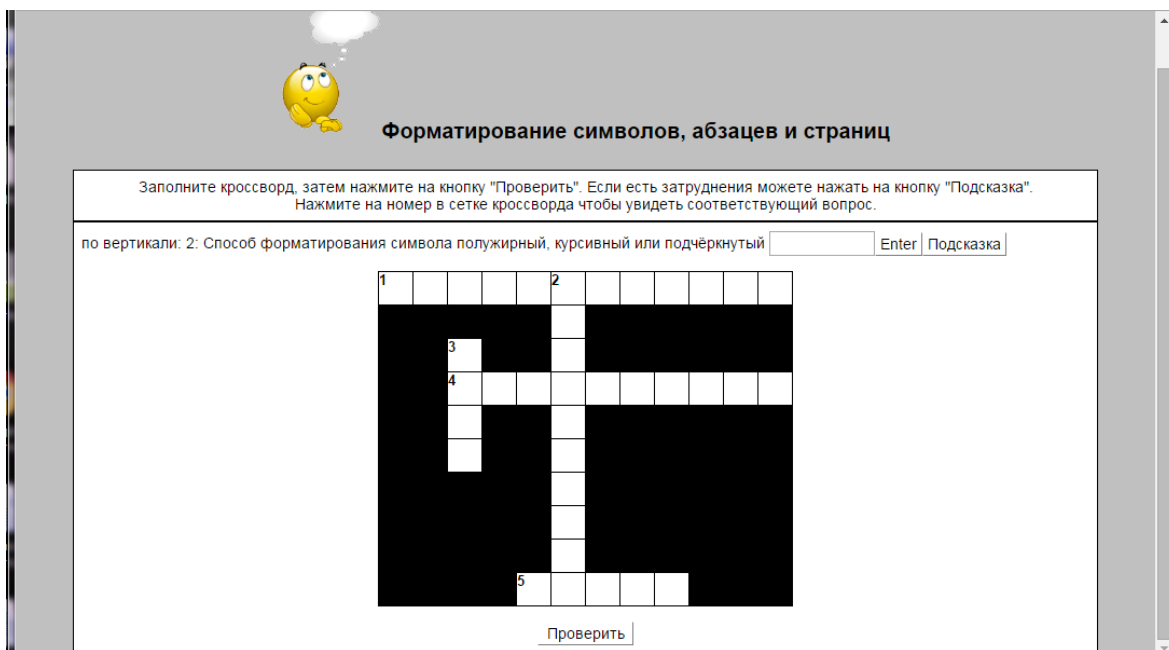 Форматирование символов, абзацев и страниц
Заполните кроссворд, затем нажмите на кнопку "Проверить". Если есть затруднения можете нажать на кнопку "Подсказка".
Нажмите на номер в сетке кроссворда чтобы увидеть соответствующий вопрос.
по вертикали: 2: Способ форматирования символа полужирный, курсивный или подчёркнутый Enter Подсказка
1 2
3
4
5
Проверить